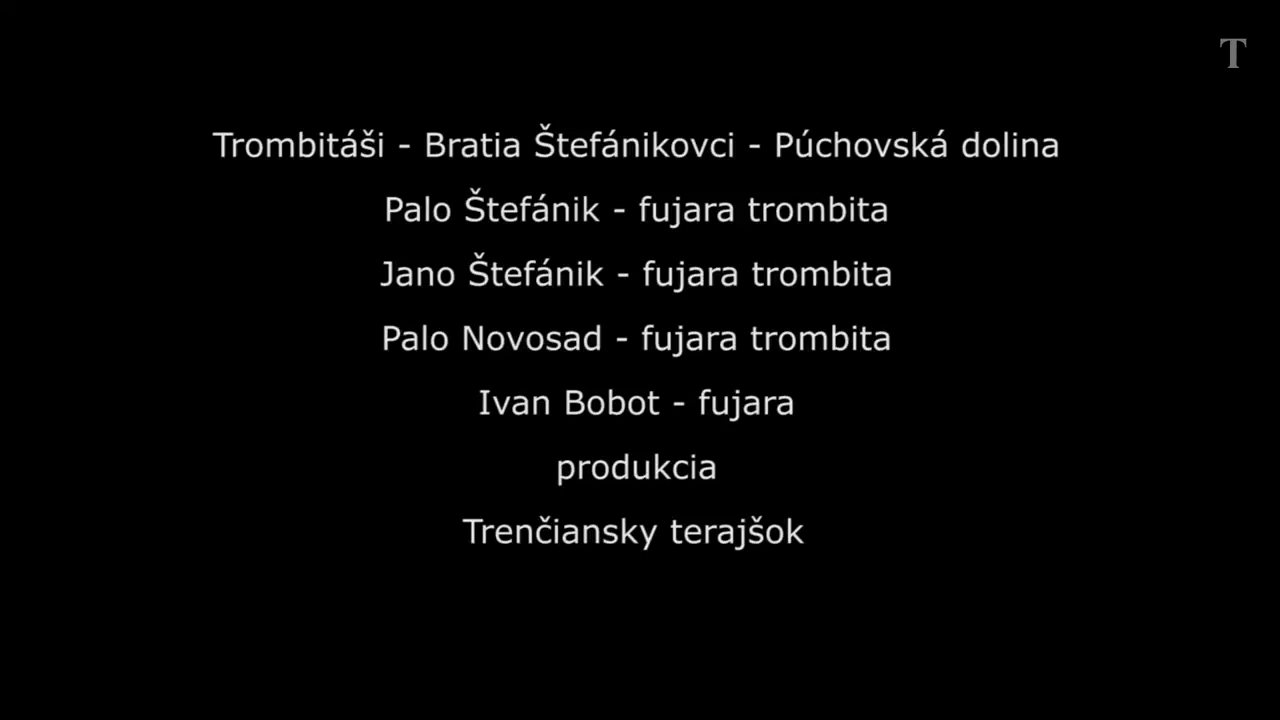 T
Trombitáši - Bratia Štefánikovci - Púchovská dolina
Palo Štefánik - fujara trombita
Jano Štefánik - fujara trombita
Palo Novosad - fujara trombita
Ivan Bobot - fujara
produkcia
Trenčiansky terajšok